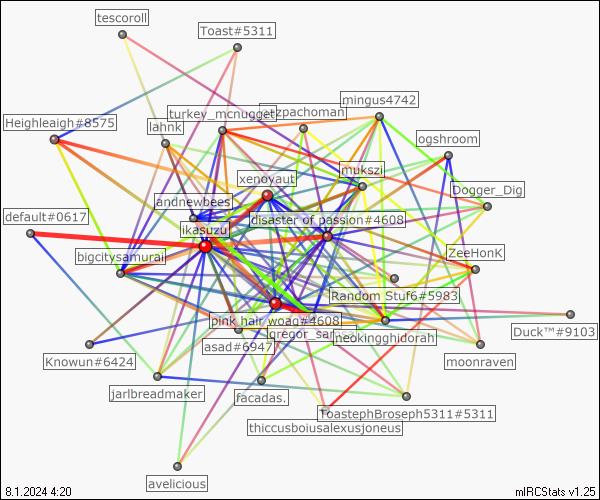 tescoroll
Toast#5311
mingus4742
turkey_mcnugget
tzpachoman
Heighleaigh#8575
lahnk
ogshroom
mukszi
xenoyaut
Dogger_Dig
andnewbees
default#0617
disaster of passion#4608
ikasuzu
bigcitysamurai
ZeeHonK
Random Stuf6#5983
pink hair woag#4608
Duck™#9103
gregor_samsa
neokingghidorah
asad#6947
Knowun#6424
moonraven
jarlbreadmaker
facadas.
ToastephBroseph5311#5311
thiccusboiusalexusjoneus
avelicious
8.1.2024 4:20
mIRCStats v1.25